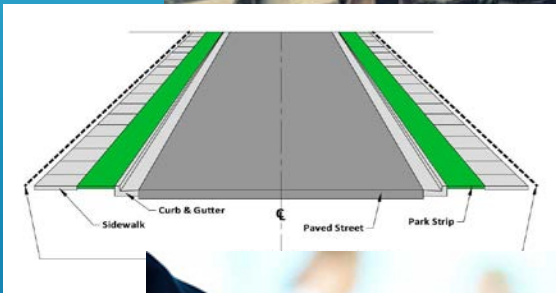 Sidewalk
Curb & Gutter
℄
Paved Street
Park Strip